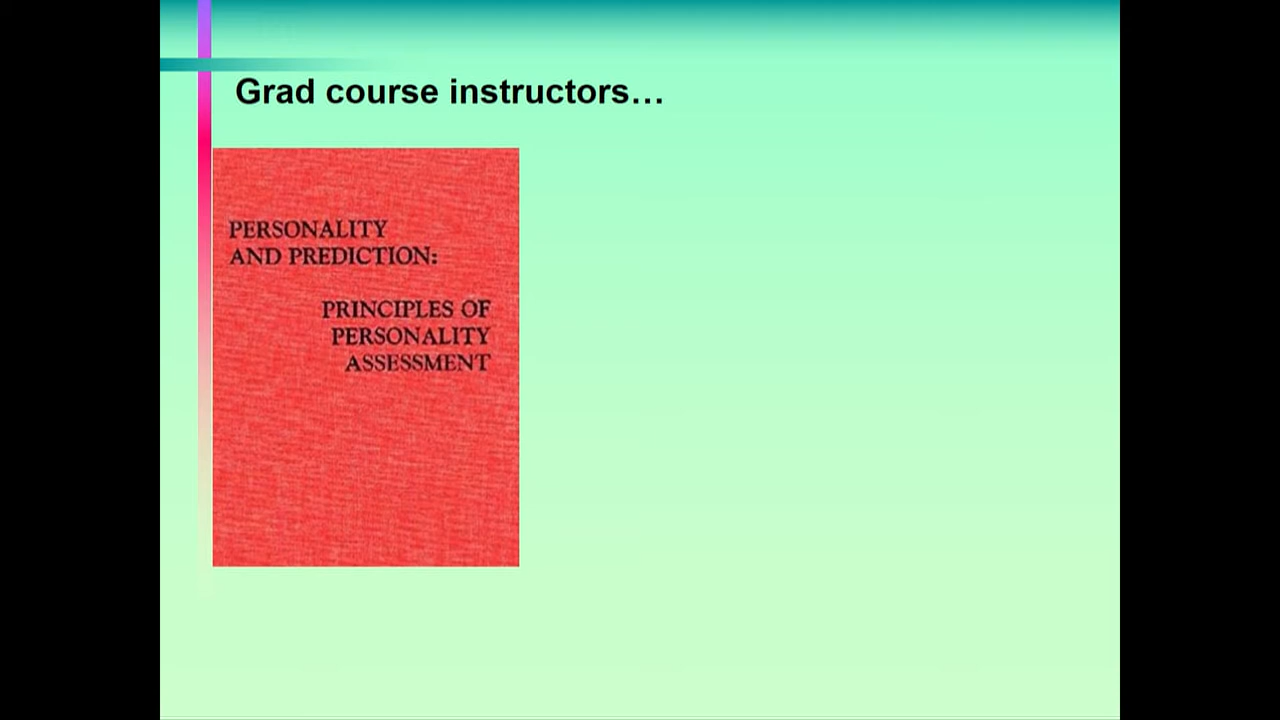 Grad course instructors…
PERSONALITY
AND PREDICTION:
PRINCIPLES OF
PERSONALITY
ASSESSMENT